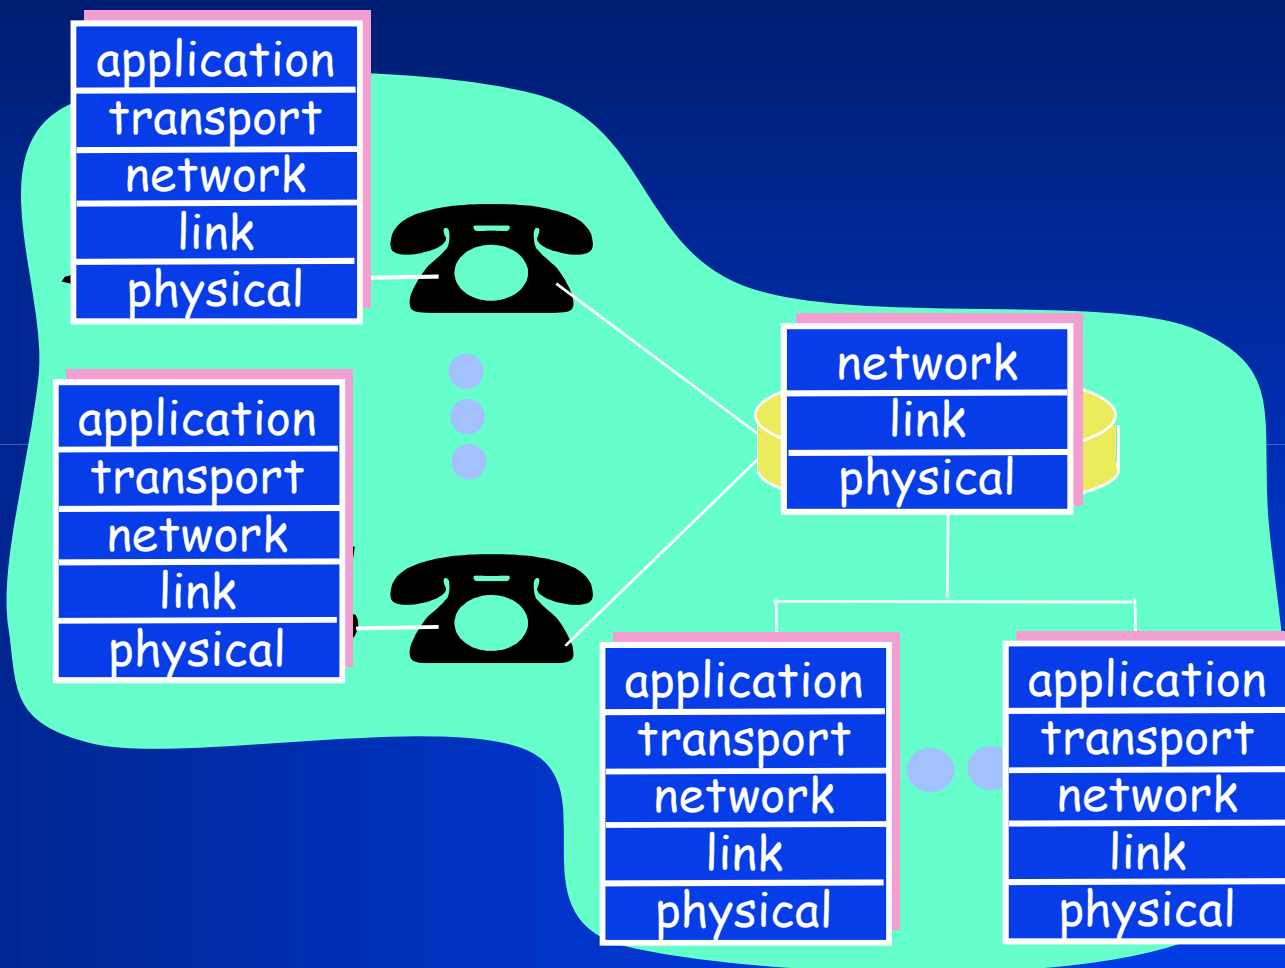 application
transport
network
link
physical
application
transport
network
link
physical
network
link
physical
application
transport
network
link
physical
application
transport
network
link
physical